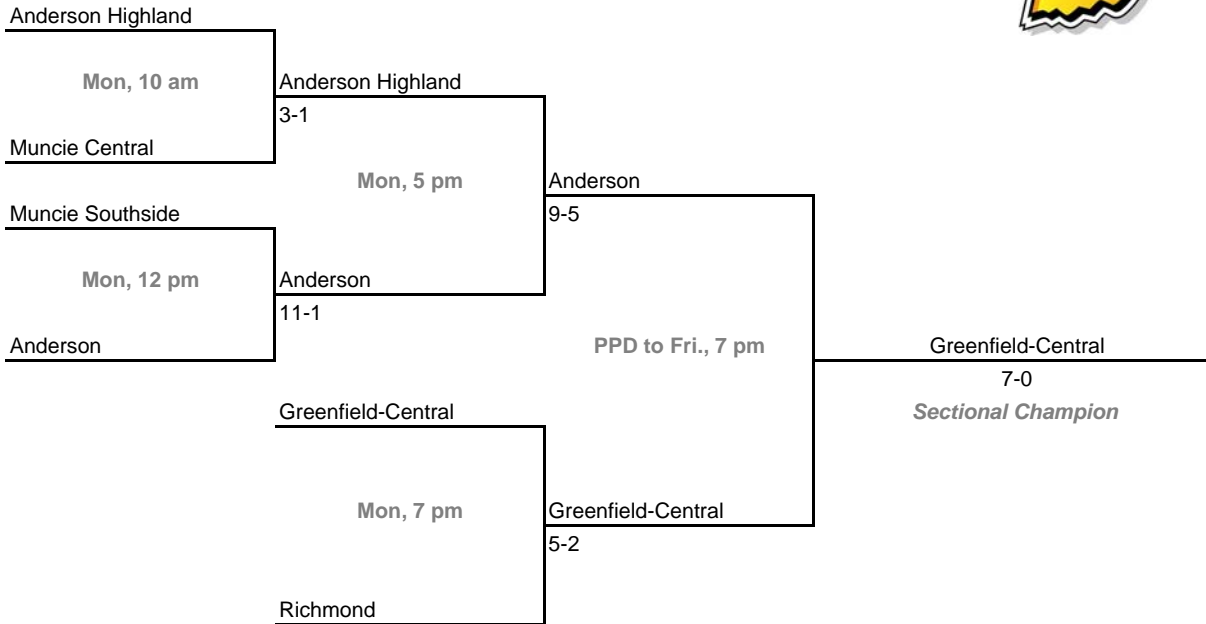 Anderson Highland
Mon, 10 am
Anderson Highland
3-1
Muncie Central
Mon, 5 pm
Anderson
9-5
Muncie Southside
Mon, 12 pm
Anderson
11-1
Anderson
PPD to Fri., 7 pm
Greenfield-Central
7-0
Sectional Champion
Greenfield-Central
Mon, 7 pm
Greenfield-Central
5-2
Richmond